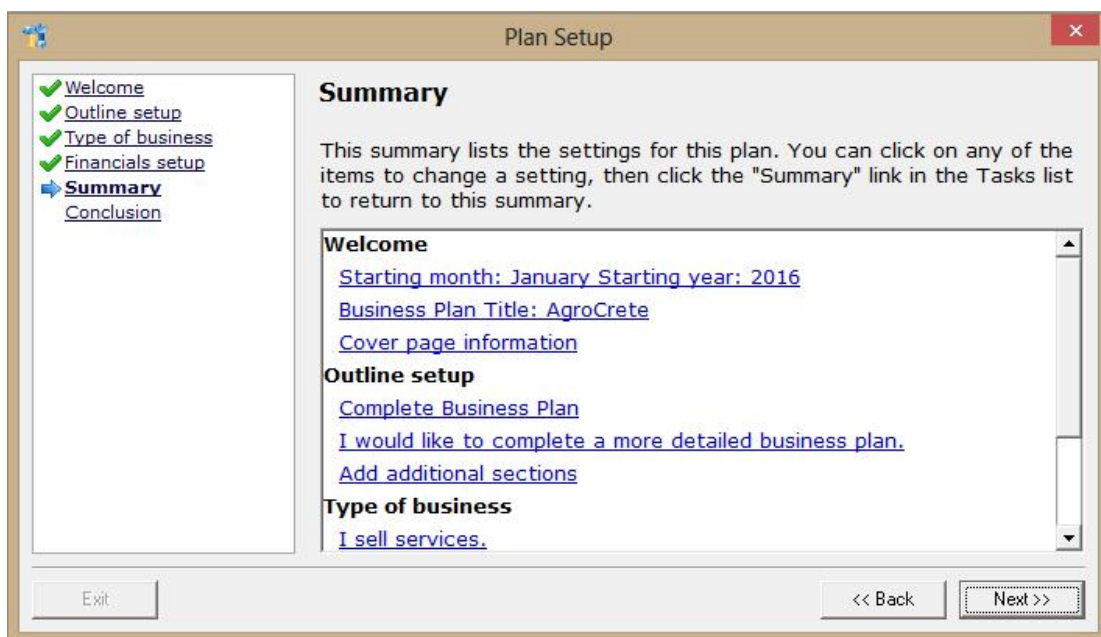 Plan Setup
Welcome
Outline setup
Type of business
Financials setup
Summary
Conclusion
Summary
This summary lists the settings for this plan. You can click on any of the
items to change a setting, then click the "Summary" link in the Tasks list
to return to this summary.
Welcome
Starting month: January Starting year: 2016
Business Plan Title: AgroCrete
Cover page information
Outline setup
Complete Business Plan
I would like to complete a more detailed business plan.
Add additional sections
Type of business
I sell services.
Exit
<< Back
Next >>